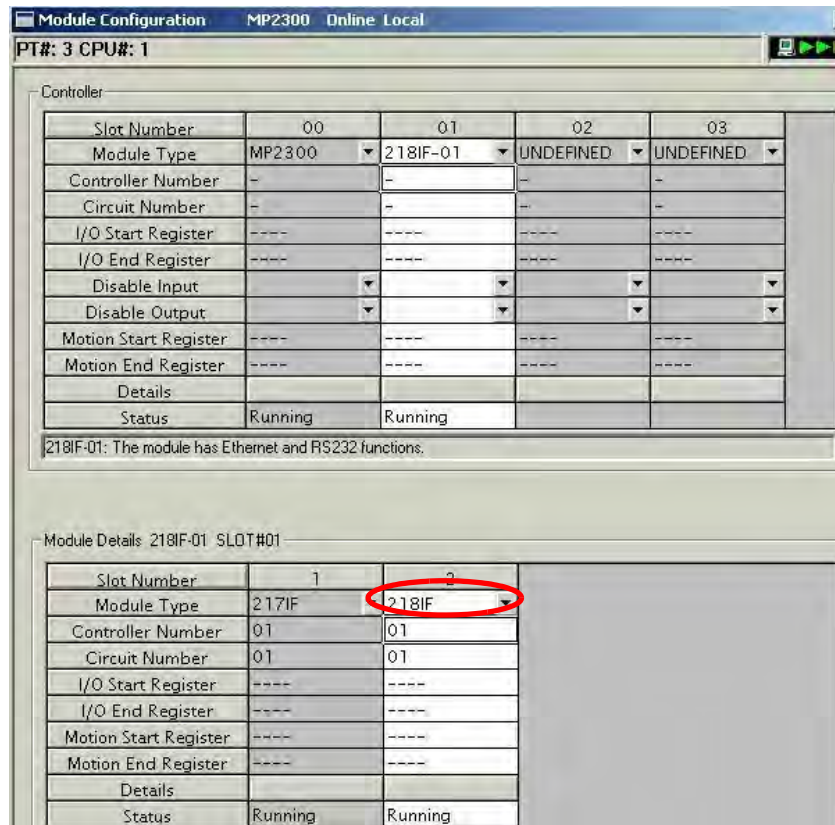 Module Configuration MP2300 Online Local
PT#: 3 CPU#: 1
Controller
Slot Number 00 01 02 03
Module Type MP2300 218IF-01 UNDEFINED UNDEFINED
Controller Number - - - -
Circuit Number - - - -
I/O Start Register ---- ---- ---- ----
I/O End Register ---- ---- ---- ----
Disable Input
Disable Output
Motion Start Register ---- ---- ---- ----
Motion End Register ---- ---- ---- ----
Details
Status Running Running
218IF-01: The module has Ethernet and RS232 functions.
Module Details 218IF-01 SLOT#01
Slot Number 1 2
Module Type 217IF 218IF
Controller Number 01 01
Circuit Number 01 01
I/O Start Register ---- ----
I/O End Register ---- ----
Motion Start Register ---- ----
Motion End Register ---- ----
Details
Status Running Running